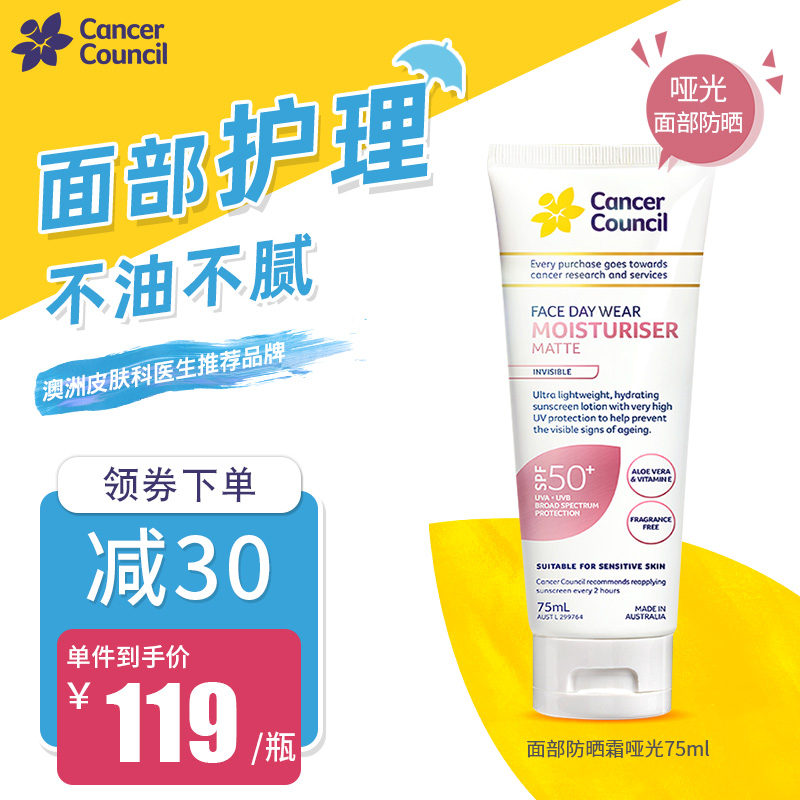 Cancer
Council
面部护理
不油不腻
澳洲皮肤科医生推荐品牌
领券下单
减30
单件到手价
¥119/瓶
哑光
面部防晒
Cancer
Council
Every purchase goes towards
cancer research and services
FACE DAY WEAR
MOISTURISER
MATTE
INVISIBLE
Ultra lightweight, hydrating
sunscreen lotion with very high
UV protection to help prevent
the visible signs of ageing.
SPF50+
UVA • UVB
BROAD SPECTRUM
PROTECTION
ALOE VERA
& VITAMIN E
FRAGRANCE
FREE
SUITABLE FOR SENSITIVE SKIN
Cancer Council recommends reapplying
sunscreen every 2 hours
75mL
AUST L 299764
MADE IN
AUSTRALIA
面部防晒霜哑光75ml